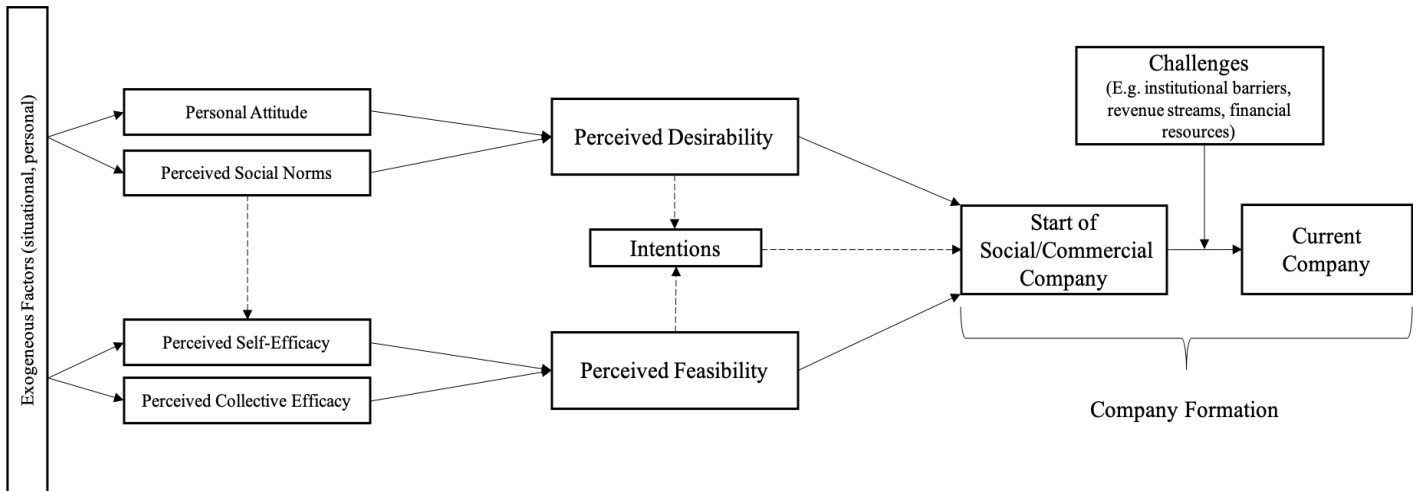 Exogeneous Factors (situational, personal)
Personal Attitude
Perceived Social Norms
Perceived Self-Efficacy
Perceived Collective Efficacy
Perceived Desirability
Intentions
Perceived Feasibility
Start of
Social/Commercial
Company
Challenges
(E.g. institutional barriers,
revenue streams, financial
resources)
Current
Company
Company Formation